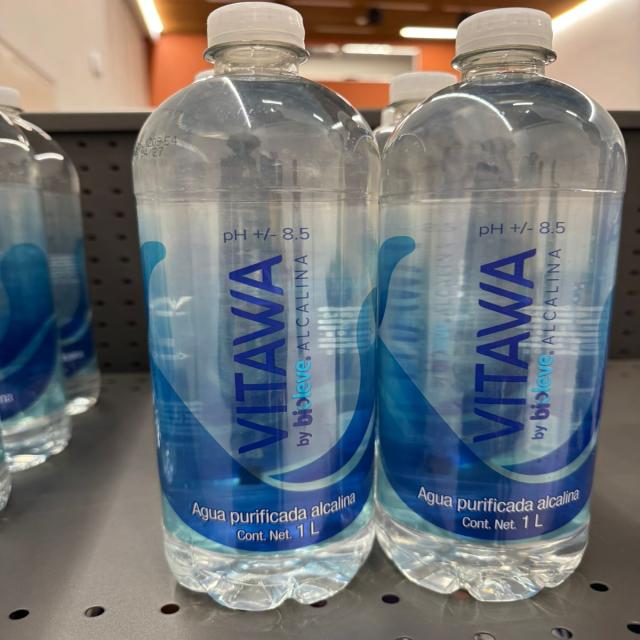 pH +/- 8.5
VITAWA
by bioleve. ALCALINA
Agua purificada alcalina
Cont. Net. 1 L
pH +/- 8.5
VITAWA
by bioleve. ALCALINA
Agua purificada alcalina
Cont. Net. 1 L